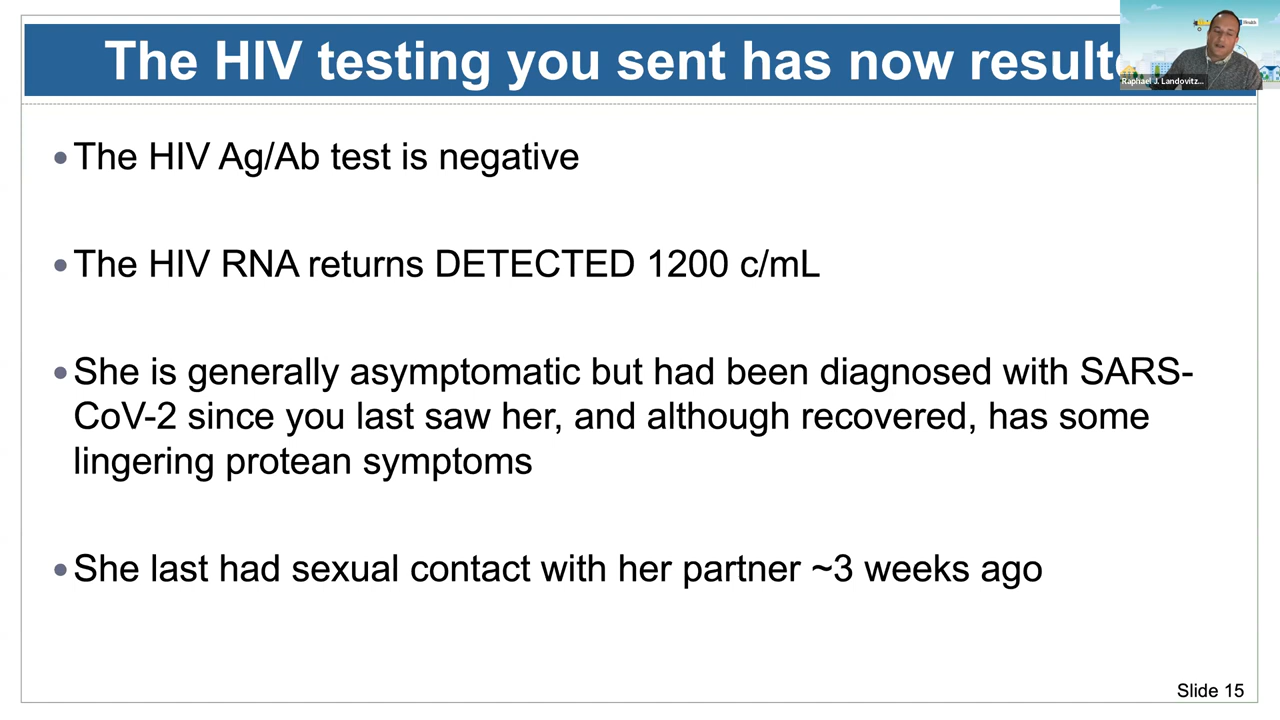 The HIV testing you sent has now result
Raphael J. Landovitz...
• The HIV Ag/Ab test is negative
• The HIV RNA returns DETECTED 1200 c/mL
• She is generally asymptomatic but had been diagnosed with SARS-
CoV-2 since you last saw her, and although recovered, has some
lingering protean symptoms
• She last had sexual contact with her partner ~3 weeks ago
Slide 15